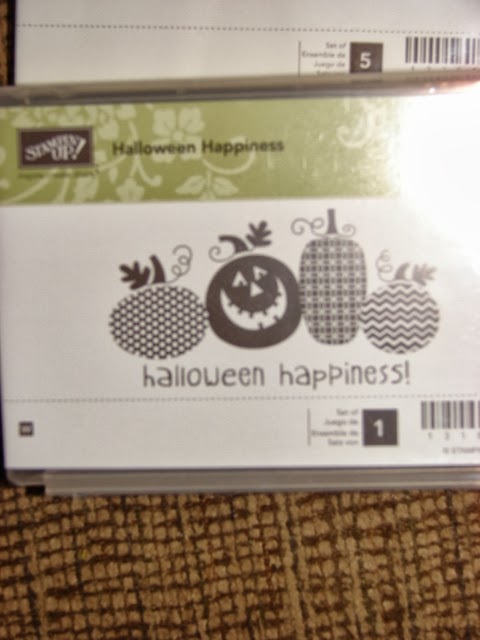 Set of
Ensemble de
Juego de
5
STAMPIN' UP!
Halloween Happiness
halloween happiness!
Set of
Juego de
Ensemble de
Satz von
1